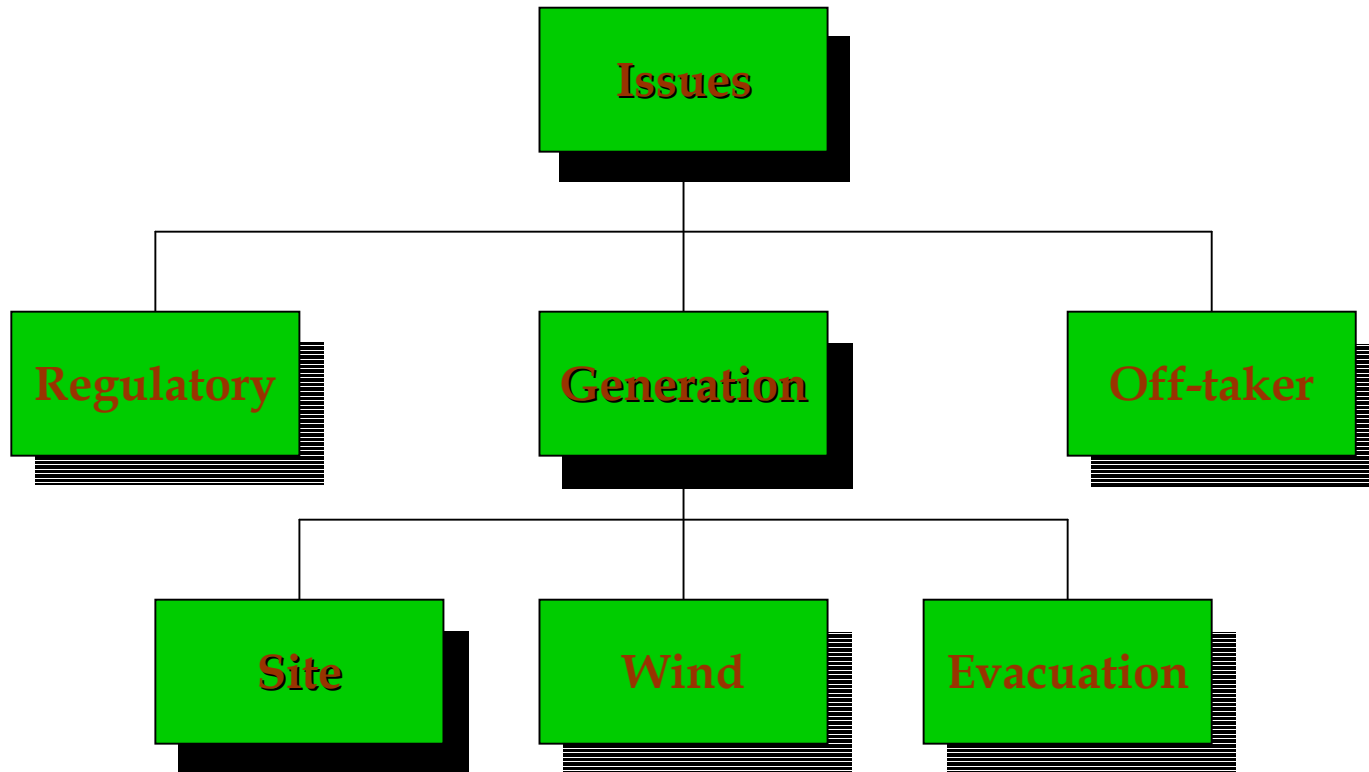 Issues
Regulatory
Generation
Off-taker
Site
Wind
Evacuation